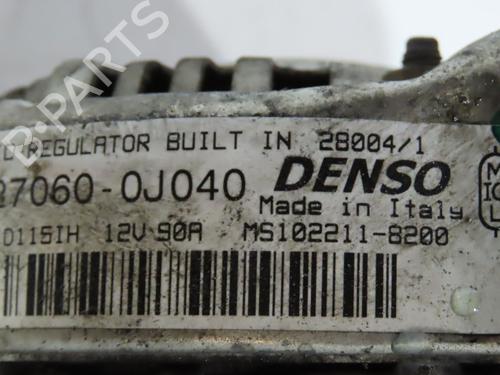 REGULATOR BUILT IN 28004/1
27060-0J040 DENSO
Made in Italy
D115IH 12V 90A MS102211-8200
B-PARTS